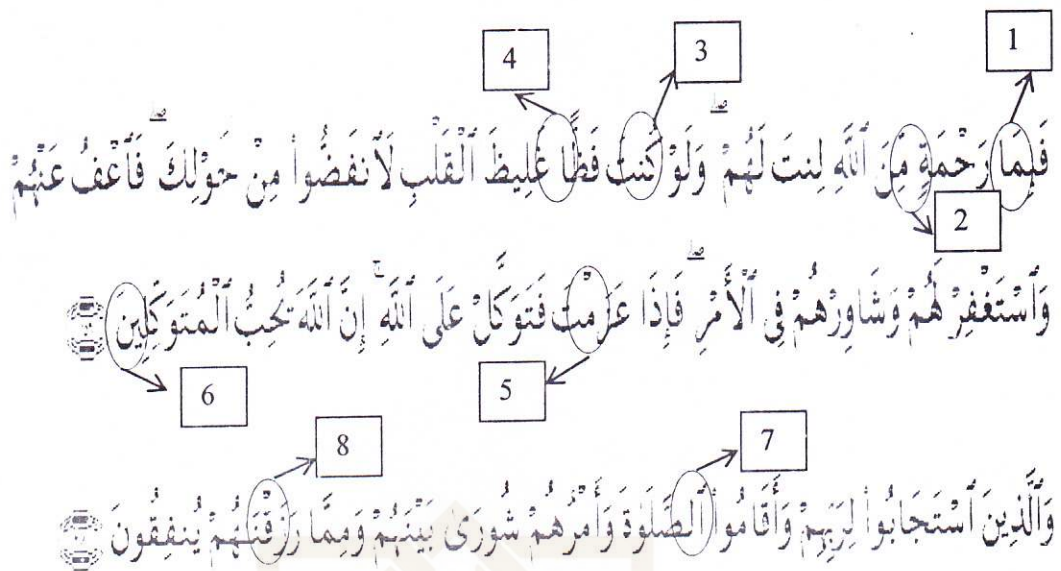 4 3 1
فَبِمَا رَحْمَةٍ مِّنَ ٱللَّهِ لِنتَ لَهُمْ ۖ وَلَوْ كُنتَ فَظًّا غَلِيظَ ٱلْقَلْبِ لَٱنفَضُّوا۟ مِنْ حَوْلِكَ ۖ فَٱعْفُ عَنْهُمْ
2
وَٱسْتَغْفِرْ لَهُمْ وَشَاوِرْهُمْ فِى ٱلْأَمْرِ ۖ فَإِذَا عَزَمْتَ فَتَوَكَّلْ عَلَى ٱللَّهِ ۚ إِنَّ ٱللَّهَ يُحِبُّ ٱلْمُتَوَكِّلِينَ
6 5
8 7
وَٱلَّذِينَ ٱسْتَجَابُوا۟ لِرَبِّهِمْ وَأَقَامُوا۟ ٱلصَّلَوٰةَ وَأَمْرُهُمْ شُورَىٰ بَيْنَهُمْ وَمِمَّا رَزَقْنَـٰهُمْ يُنفِقُونَ